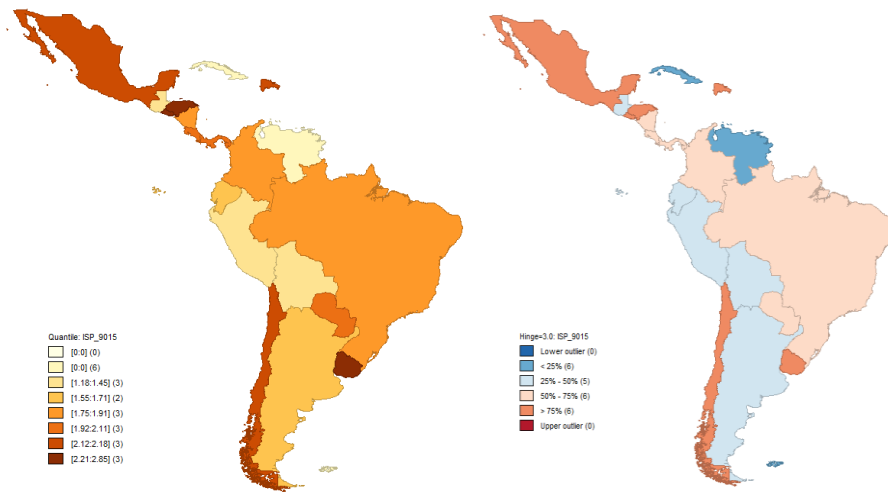 Quantile: ISP_9015
[0:0] (0)
[0:0] (6)
[1.18:1.45] (3)
[1.55:1.71] (2)
[1.75:1.91] (3)
[1.92:2.11] (3)
[2.12:2.18] (3)
[2.21:2.85] (3)
Hinge=3.0: ISP_9015
Lower outlier (0)
< 25% (6)
25% - 50% (5)
50% - 75% (6)
> 75% (6)
Upper outlier (0)